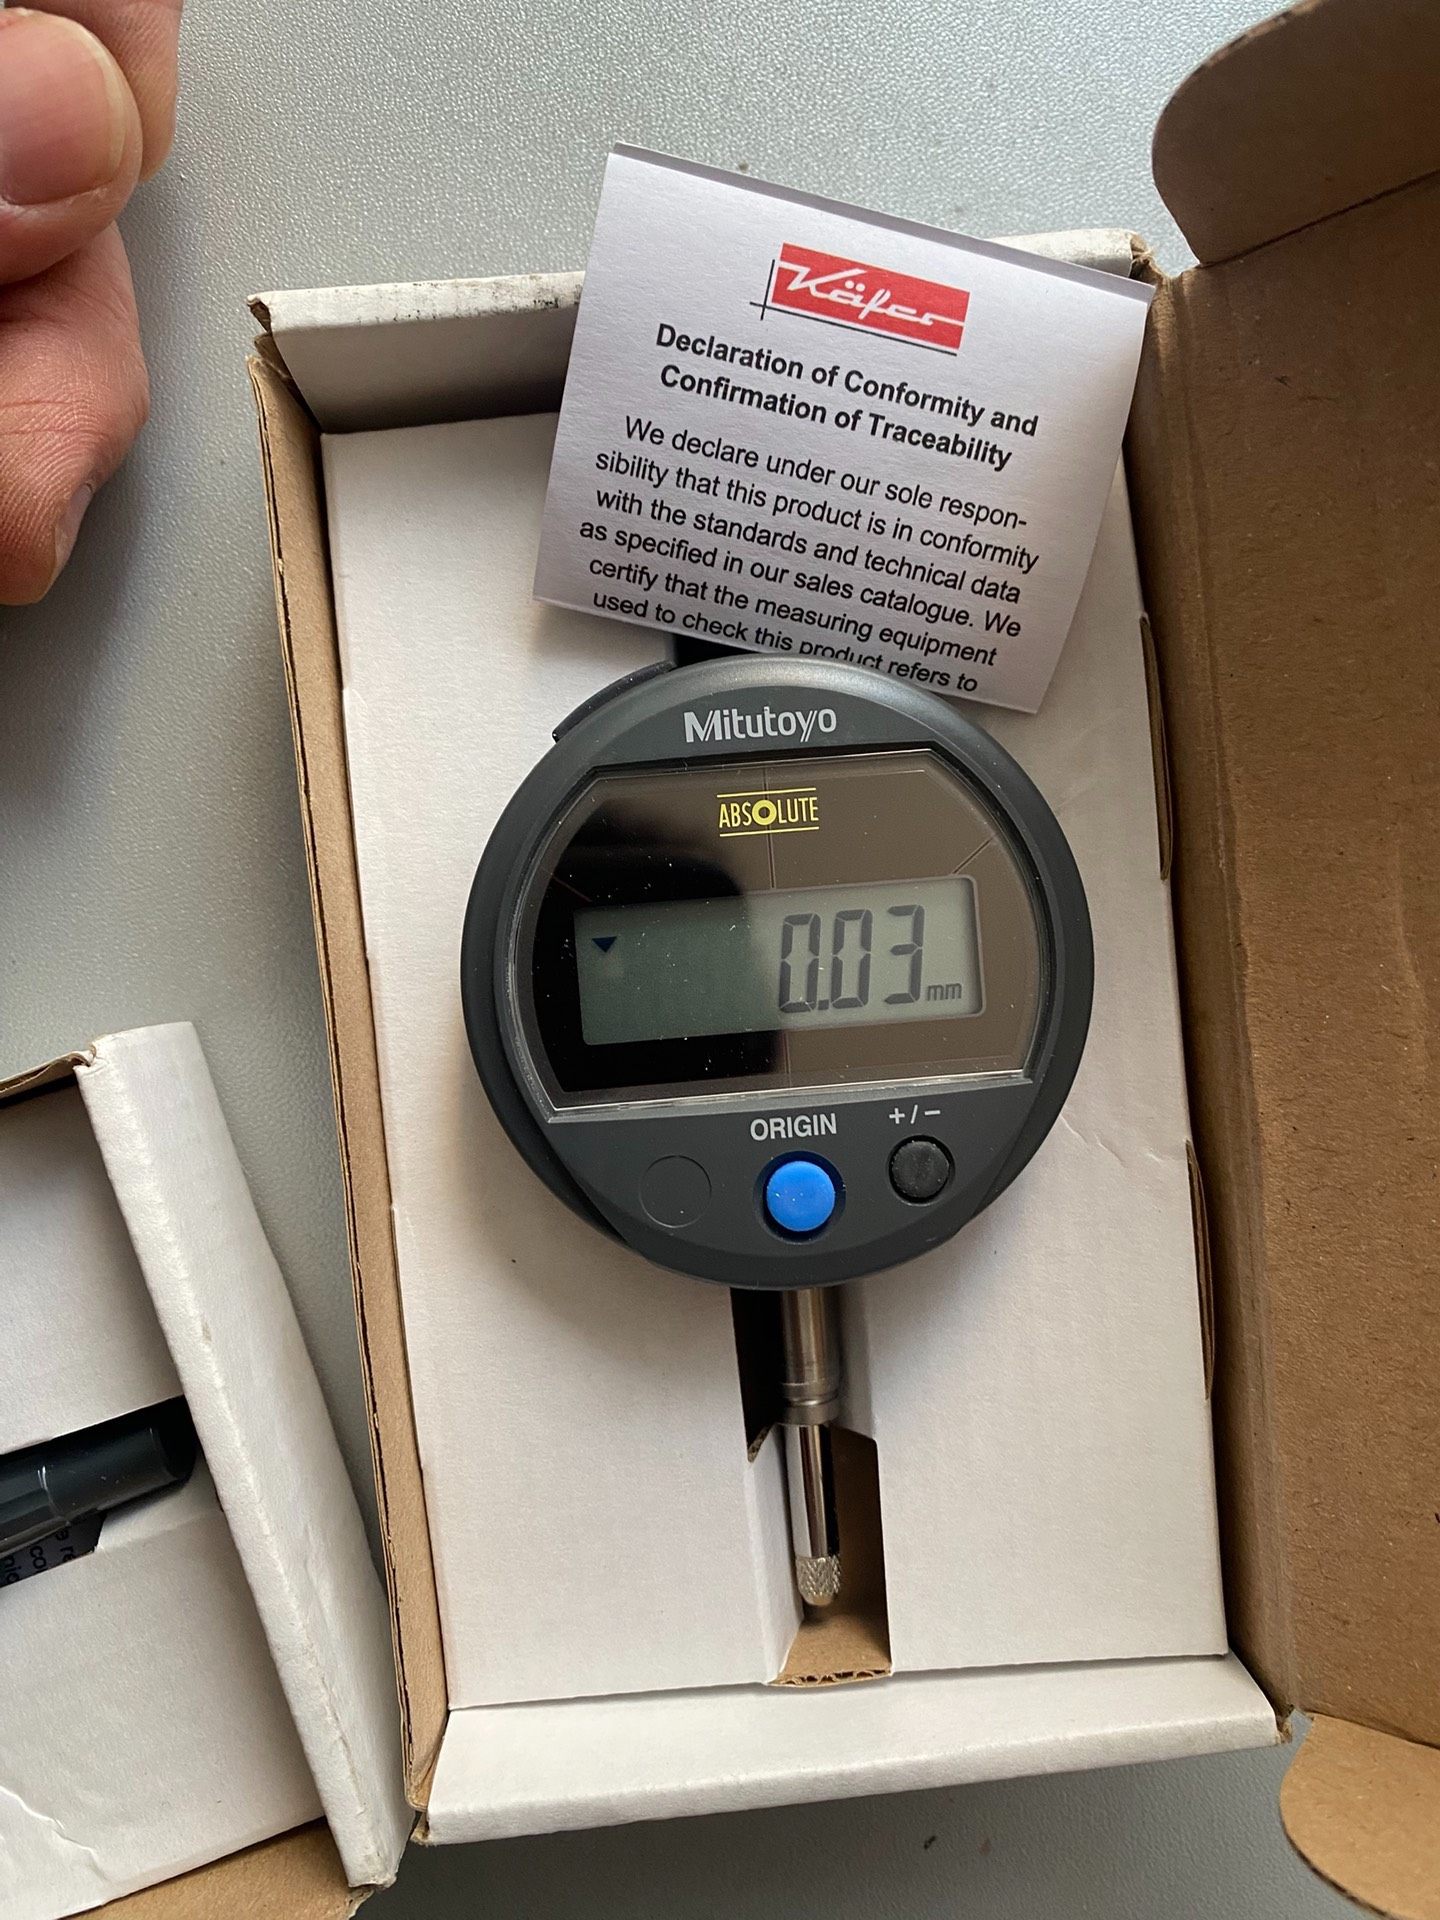 Käfer
Declaration of Conformity and
Confirmation of Traceability
We declare under our sole respon-
sibility that this product is in conformity
with the standards and technical data
as specified in our sales catalogue. We
certify that the measuring equipment
used to check this product refers to
Mitutoyo
ABSOLUTE
0.03 mm
ORIGIN
+/−